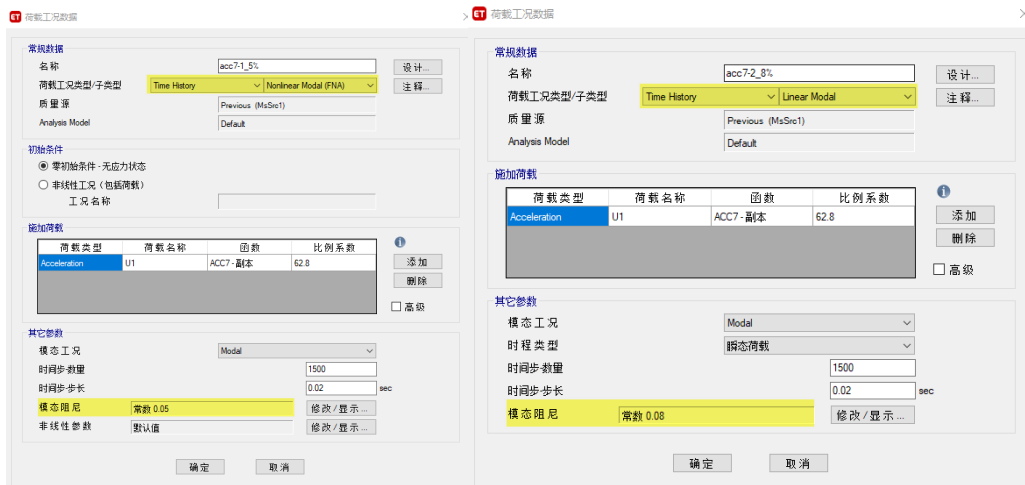 ET 荷载工况数据
常规数据
名称 acc7-1_5% 设计...
荷载工况类型/子类型 Time History Nonlinear Modal (FNA) 注释...
质量源 Previous (MsSrc1)
Analysis Model Default
初始条件
零初始条件 - 无应力状态
非线性工况（包括荷载）
工况名称
施加荷载
荷载类型 荷载名称 函数 比例系数
Acceleration U1 ACC7 - 副本 62.8
添加
删除
高级
其它参数
模态工况 Modal
时间步-数量 1500
时间步-步长 0.02 sec
模态阻尼 常数 0.05 修改/显示...
非线性参数 默认值 修改/显示...
确定 取消
ET 荷载工况数据
常规数据
名称 acc7-2_8% 设计...
荷载工况类型/子类型 Time History Linear Modal 注释...
质量源 Previous (MsSrc1)
Analysis Model Default
施加荷载
荷载类型 荷载名称 函数 比例系数
Acceleration U1 ACC7 - 副本 62.8
添加
删除
高级
其它参数
模态工况 Modal
时程类型 瞬态荷载
时间步-数量 1500
时间步-步长 0.02 sec
模态阻尼 常数 0.08 修改/显示...
确定 取消